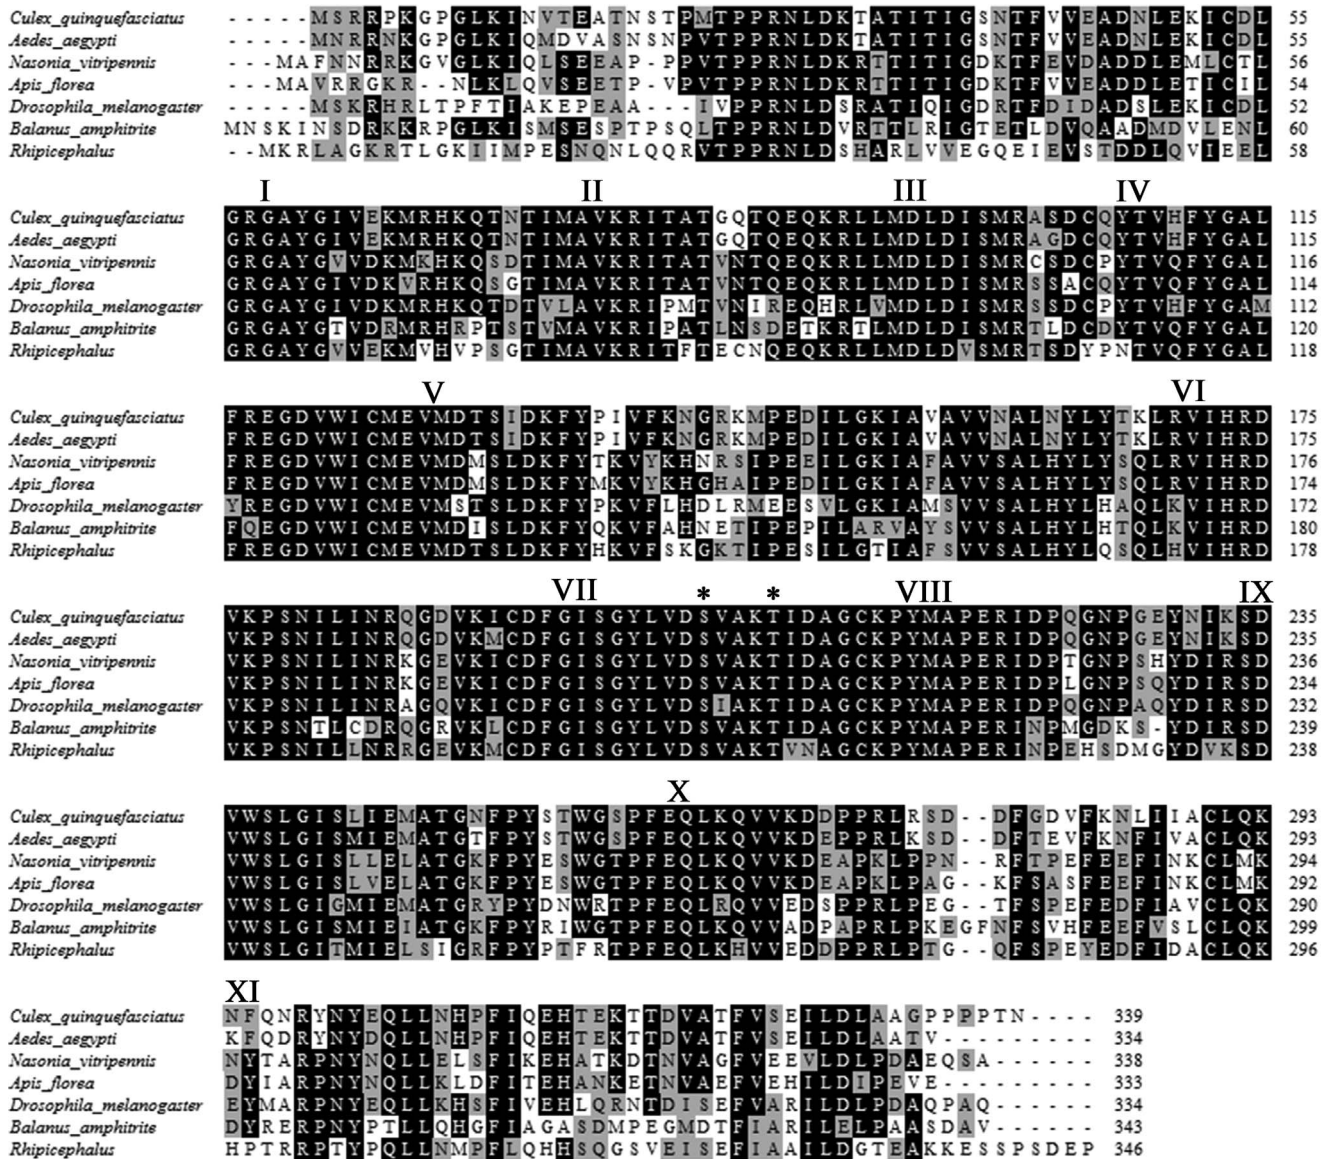 Culex_quinquefasciatus -----MSRRPKGPGLKINVTEATNSTPMTPPRNLDKTATITIGSNTFVVEADNLEKICDL 55
Aedes_aegypti -----MNRRNKGPGLKIQMDVASNSNPVTPPRNLDKTATITIGSNTFVVEADNLEKICDL 55
Nasonia_vitripennis ---MAFNNRRKGVGLKIQLSEEAP-PPVTPPRNLDKRTTITIGDKTFEVDADDLEMLCTL 56
Apis_florea ---MAVRRGKR--NLKLQVSEETP-VPVTPPRNLDKRTTITIGDKTFVVEADDLETICIL 54
Drosophila_melanogaster -----MSKRHRLTPFTIAKEPEAA---IVPPRNLDSRATIQIGDRTFDIDADSLEKICDL 52
Balanus_amphitrite MNSKINSDRKKRPGLKISMSESPTPSQLTPPRNLDVRTTLRIGTETLDVQAADMDVLENL 60
Rhipicephalus --MKRLAGKRTLGKIIMPESNQNLQQRVTPPRNLDSHARLVVEGQEIEVSTDDLQVIEEL 58
I II III IV
Culex_quinquefasciatus GRGAYGIVEKMRHKQTNTIMAVKRITATGQTQEQKRLLMDLDISMRASDCQYTVHFYGAL 115
Aedes_aegypti GRGAYGIVEKMRHKQTNTIMAVKRITATGQTQEQKRLLMDLDISMRAGDCQYTVHFYGAL 115
Nasonia_vitripennis GRGAYGVVDKMKHKQSDTIMAVKRITATVNTQEQKRLLMDLDISMRCSDCPYTVQFYGAL 116
Apis_florea GRGAYGIVDKVRHKQSGTIMAVKRITATVNTQEQKRLLMDLDISMRSSACQYTVQFYGAL 114
Drosophila_melanogaster GRGAYGIVDKMRHKQTDTVLAVKRIPMTVNIREQHRLVMDLDISMRSSDCPYTVHFYGAM 112
Balanus_amphitrite GRGAYGTVDRMRHRPTSTVMAVKRIPATLNSDETKRTLMDLDISMRTLDCDYTVQFYGAL 120
Rhipicephalus GRGAYGVVEKMVHVPSGTIMAVKRITFTECNQEQKRLLMDLDVSMRTSDYPNTVQFYGAL 118
V VI
Culex_quinquefasciatus FREGDVWICMEVMDTSIDKFYPIVFKNGRKMPEDILGKIAVAVVNALNYLYTKLRVIHRD 175
Aedes_aegypti FREGDVWICMEVMDTSIDKFYPIVFKNGRKMPEDILGKIAVAVVNALNYLYTKLRVIHRD 175
Nasonia_vitripennis FREGDVWICMEVMDMSLDKFYTKVYKHNRSIPEEILGKIAFAVVSALHYLYSQLRVIHRD 176
Apis_florea FREGDVWICMEVMDMSLDKFYMKVYKHGHAIPEDILGKIAFAVVSALHYLYSQLRVIHRD 174
Drosophila_melanogaster YREGDVWICMEVMSTSLDKFYPKVFLHDLRMEESVLGKIAMSVVSALHYLHAQLKVIHRD 172
Balanus_amphitrite FQEGDVWICMEVMDISLDKFYQKVFAHNETIPEPILARVAYSVVSALHYLHTQLKVIHRD 180
Rhipicephalus FREGDVWICMEVMDTSLDKFYHKVFSKGKTIPESILGTIAFSVVSALHYLQSQLHVIHRD 178
VII * * VIII IX
Culex_quinquefasciatus VKPSNILINRQGDVKICDFGISGYLVDSVAKTIDAGCKPYMAPERIDPQGNPGEYNIKSD 235
Aedes_aegypti VKPSNILINRQGDVKMCDFGISGYLVDSVAKTIDAGCKPYMAPERIDPQGNPGEYNIKSD 235
Nasonia_vitripennis VKPSNILINRKGEVKICDFGISGYLVDSVAKTIDAGCKPYMAPERIDPTGNPSHYDIRSD 236
Apis_florea VKPSNILINRKGEVKICDFGISGYLVDSVAKTIDAGCKPYMAPERIDPLGNPSQYDIRSD 234
Drosophila_melanogaster VKPSNILINRAGQVKICDFGISGYLVDSIAKTIDAGCKPYMAPERIDPQGNPAQYDIRSD 232
Balanus_amphitrite VKPSNTLCDRQGRVKLCDFGISGYLVDSVAKTIDAGCKPYMAPERINPMGDKS-YDIRSD 239
Rhipicephalus VKPSNILLNRRGEVKMCDFGISGYLVDSVAKTVNAGCKPYMAPERINPEHSDMGYDVKSD 238
X
Culex_quinquefasciatus VWSLGISLIEMATGNFPYSTWGSPFEQLKQVVKDDPPRLRSD--DFGDVFKNLIIACLQK 293
Aedes_aegypti VWSLGISMIEMATGTFPYSTWGSPFEQLKQVVKDEPPRLKSD--DFTEVFKNFIVACLQK 293
Nasonia_vitripennis VWSLGISLLELATGKFPYESWGTPFEQLKQVVKDEAPKLPPN--RFTPEFEEFINKCLMK 294
Apis_florea VWSLGISLVELATGKFPYESWGTPFEQLKQVVKDEAPKLPAG--KFSASFEEFINKCLMK 292
Drosophila_melanogaster VWSLGIGMIEMATGRYPYDNWRTPFEQLRQVVEDSPPRLPEG--TFSPEFEDFIAVCLQK 290
Balanus_amphitrite VWSLGISMIEIATGKFPYRIWGTPFEQLKQVVADPAPRLPKEGFNFSVHFEEFVSLCLQK 299
Rhipicephalus VWSLGITMIELSIGRFPYPTFRTPFEQLKHVVEDDPPRLPTG--QFSPEYEDFIDACLQK 296
XI
Culex_quinquefasciatus NFQNRYNYEQLLNHPFIQEHTEKTTDVATFVSEILDLAAGPPPPTN---- 339
Aedes_aegypti KFQDRYNYDQLLNHPFIQEHTEKTTDVATFVSEILDLAATV--------- 334
Nasonia_vitripennis NYTARPNYNQLLELSFIKEHATKDTNVAGFVEEVLDLPDAEQSA------ 338
Apis_florea DYIARPNYNQLLKLDFITEHANKETNVAEFVEHILDIPEVE--------- 333
Drosophila_melanogaster EYMARPNYEQLLKHSFIVEHLQRNTDISEFVARILDLPDAQPAQ------ 334
Balanus_amphitrite DYRERPNYPTLLQHGFIAGASDMPEGMDTFIARILELPAASDAV------ 343
Rhipicephalus HPTRRPTYPQLLNMPFLQHHSQGSVEISEFIAAILDGTEAKKESSPSDEP 346